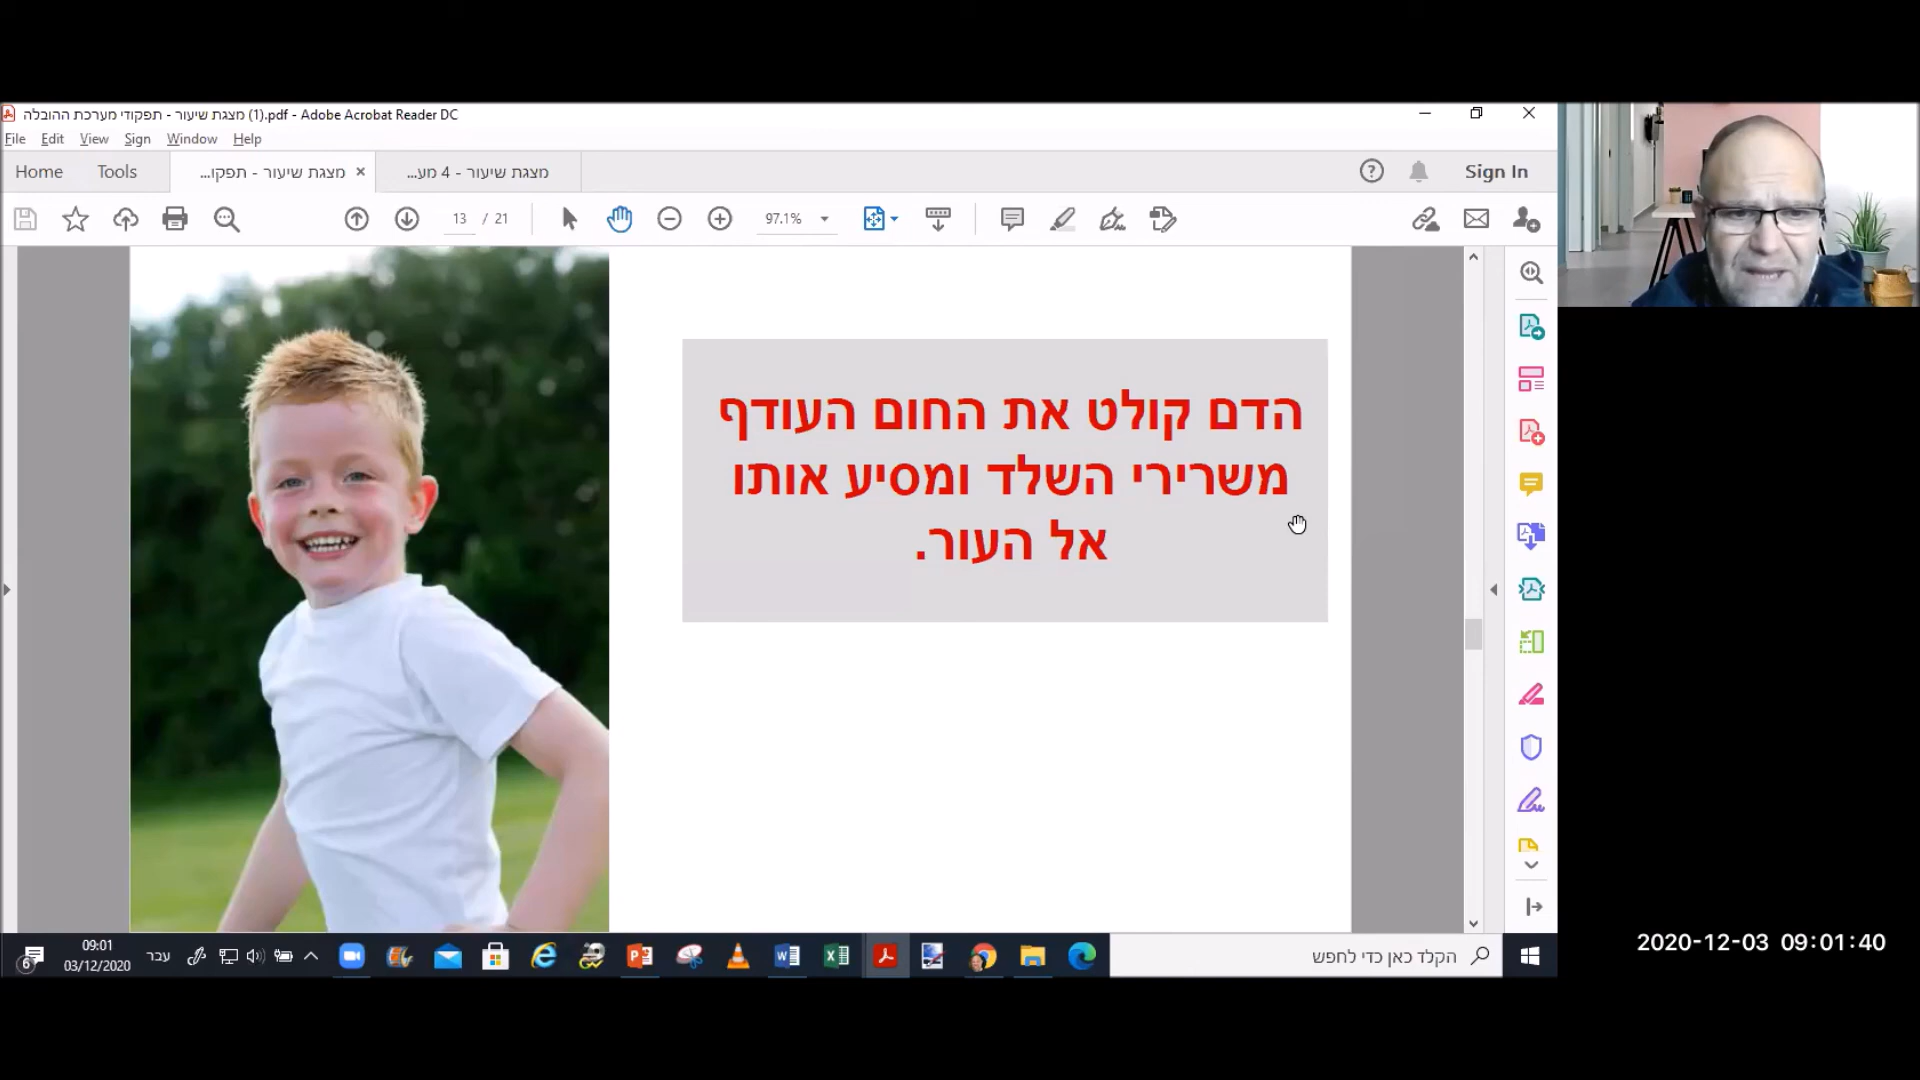 מצגת שיעור - תפקודי מערכת ההובלה (1).pdf - Adobe Acrobat Reader DC
File Edit View Sign Window Help
Home Tools מצגת שיעור - תפקו... מצגת שיעור - 4 מע... Sign In
13 / 21 97.1%
הדם קולט את החום העודף
משרירי השלד ומסיע אותו
אל העור.
2020-12-03 09:01:40
09:01
03/12/2020
עבר
6
הקלד כאן כדי לחפש